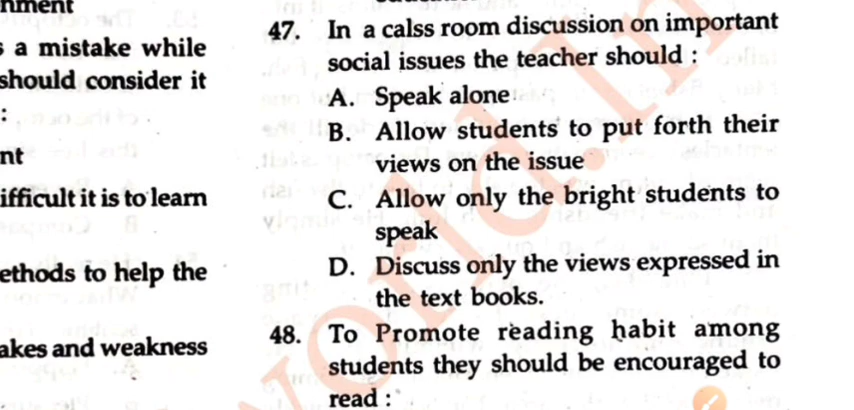 nment
s a mistake while
should consider it
:
nt
ifficult it is to learn
ethods to help the
akes and weakness
47. In a calss room discussion on important
social issues the teacher should :
A. Speak alone
B. Allow students to put forth their
views on the issue
C. Allow only the bright students to
speak
D. Discuss only the views expressed in
the text books.
48. To Promote reading habit among
students they should be encouraged to
read :
world.In